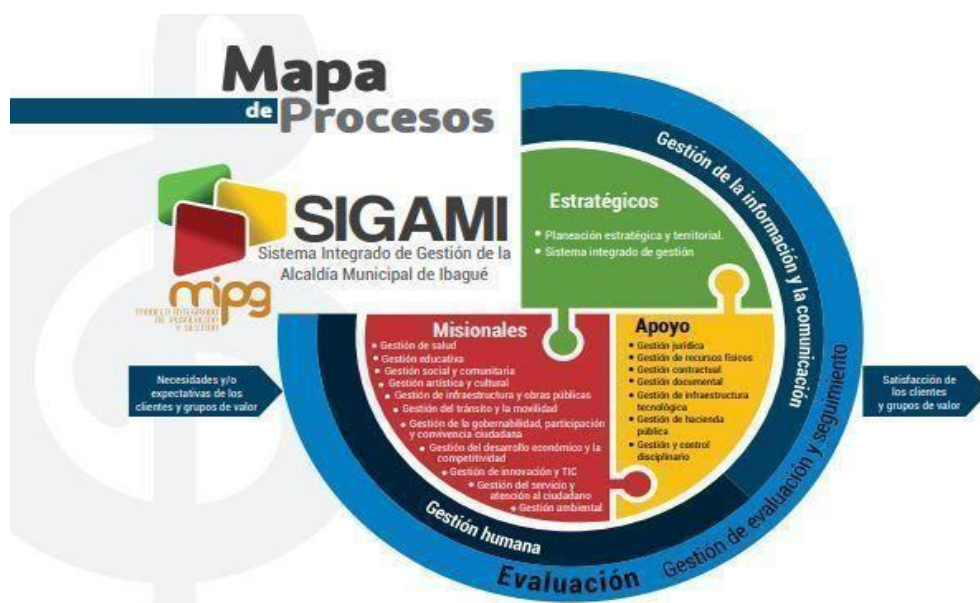 Mapa
de Procesos
SIGAMI
Sistema Integrado de Gestión de la
Alcaldía Municipal de Ibagué
mipg
MODELO INTEGRADO
DE PLANEACIÓN
Y GESTIÓN
Necesidades y/o
expectativas de los
clientes y grupos de valor
Estratégicos
• Planeación estratégica y territorial.
• Sistema integrado de gestión
Misionales
• Gestión de salud
• Gestión educativa
• Gestión social y comunitaria
• Gestión artística y cultural
• Gestión de infraestructura y obras públicas
• Gestión del tránsito y la movilidad
• Gestión de la gobernabilidad, participación
y convivencia ciudadana
• Gestión del desarrollo económico y la
competitividad
• Gestión de innovación y TIC
• Gestión del servicio y
atención al ciudadano
• Gestión ambiental
Apoyo
• Gestión jurídica
• Gestión de recursos físicos
• Gestión contractual
• Gestión documental
• Gestión de infraestructura
tecnológica
• Gestión de hacienda
pública
• Gestión y control
disciplinario
Gestión de la información y la comunicación
Gestión humana
Evaluación
Gestión de evaluación y seguimiento
Satisfacción de
los clientes
y grupos de valor